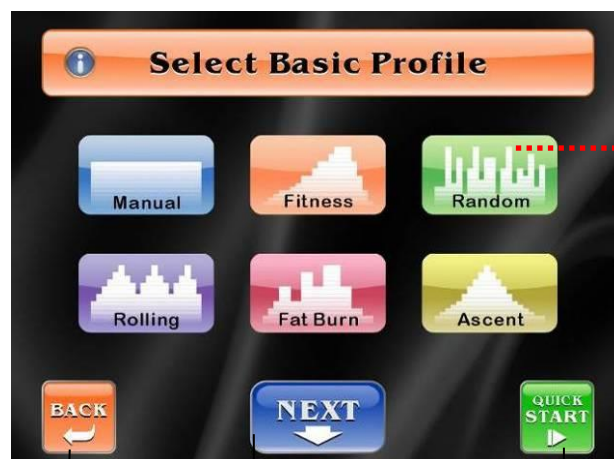 Select Basic Profile
Manual
Fitness
Random
Rolling
Fat Burn
Ascent
BACK
NEXT
QUICK
START